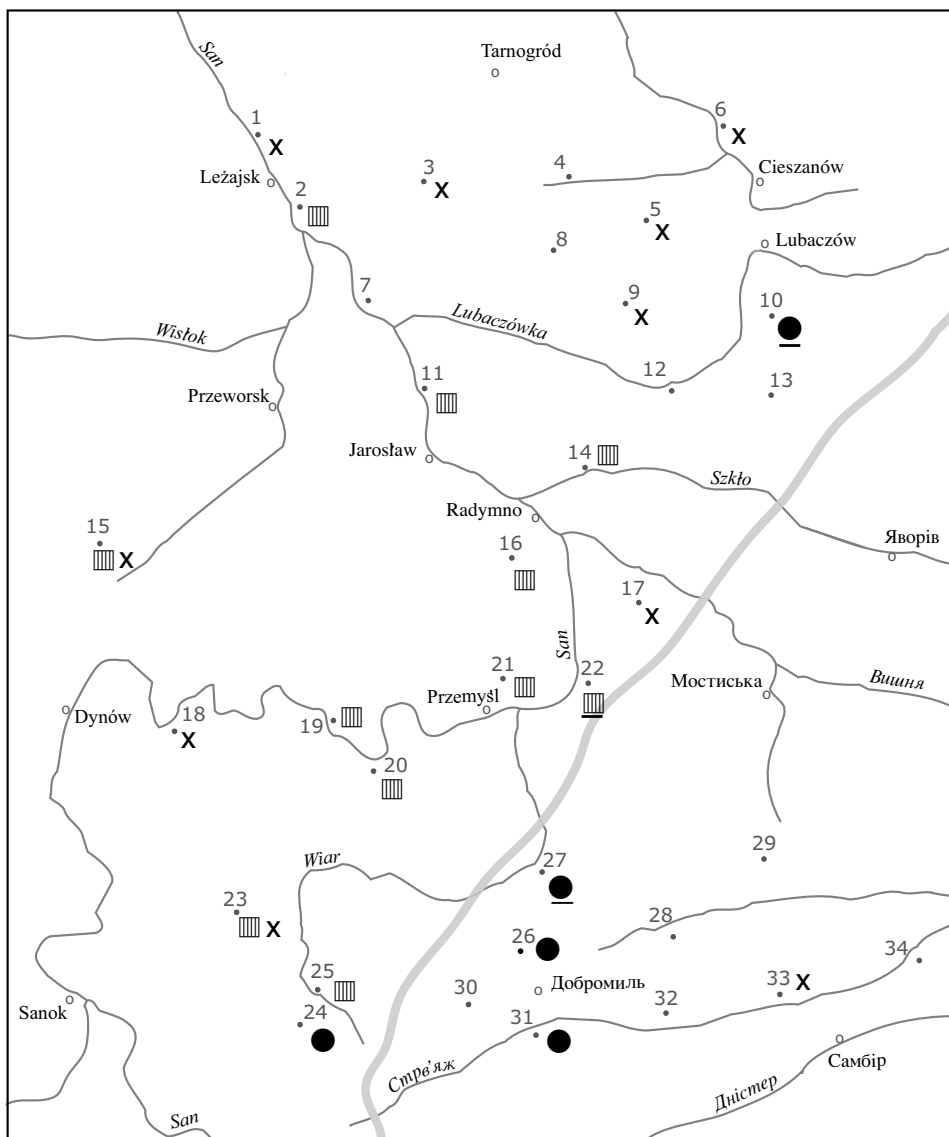 San
Tarnogród
1
X
6
X
Leżajsk
2
3
X
4
Cieszanów
5
X
8
Lubaczów
7
9
X
10
Wisłok
Lubaczówka
11
12
13
Przeworsk
Jarosław
14
Szkło
Radymno
15
X
16
Яворів
17
X
San
21
22
Мостиська
Вишня
Dynów
18
X
19
Przemyśl
20
Wiar
27
29
23
X
28
26
34
25
Sanok
24
30
Добромиль
33
X
32
31
Стрв'яж
Самбір
Дністер
San